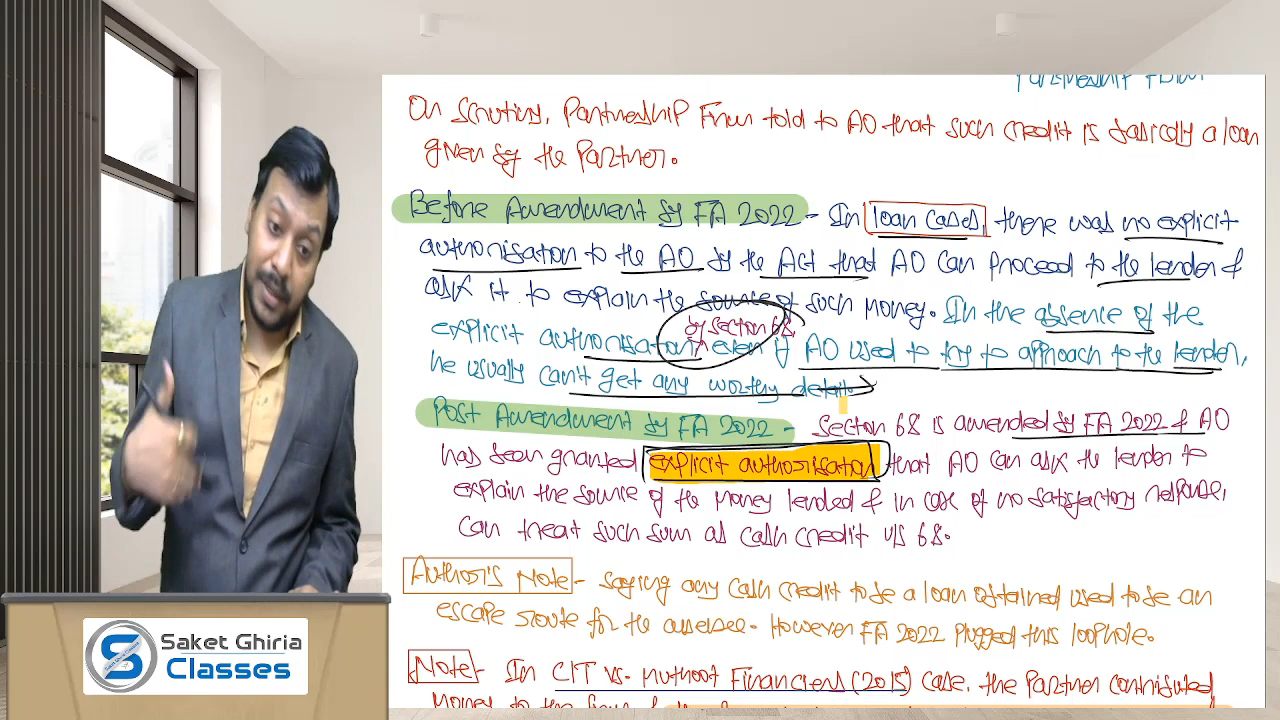 Partnership Firm
On Scrutiny, Partnership Firm told to AO that such credit is basically a loan
given by the Partner.
Before Amendment by FA 2022 - In loan cases, there was no explicit
authorisation to the AO by the Act that AO can proceed to the lender &
ask it to explain the source of such money. In the absence of the
by section 68
explicit authorisation, even if AO used to try to approach to the lender,
he usually can't get any worthy details
Post Amendment by FA 2022 - Section 68 is amended by FA 2022 & AO
has been granted explicit authorisation that AO can ask the lender to
explain the source of the money lended & in case of no satisfactory response,
can treat such sum as cash credit u/s 68.
Author's Note - Saying any cash credit to be a loan obtained used to be an
escape route for the assessee. However FA 2022 plugged this loophole.
Note - In CIT vs. Muthoot Financiers (2015) case, the Partner contributed
money to the firm
S Saket Ghiria
Classes